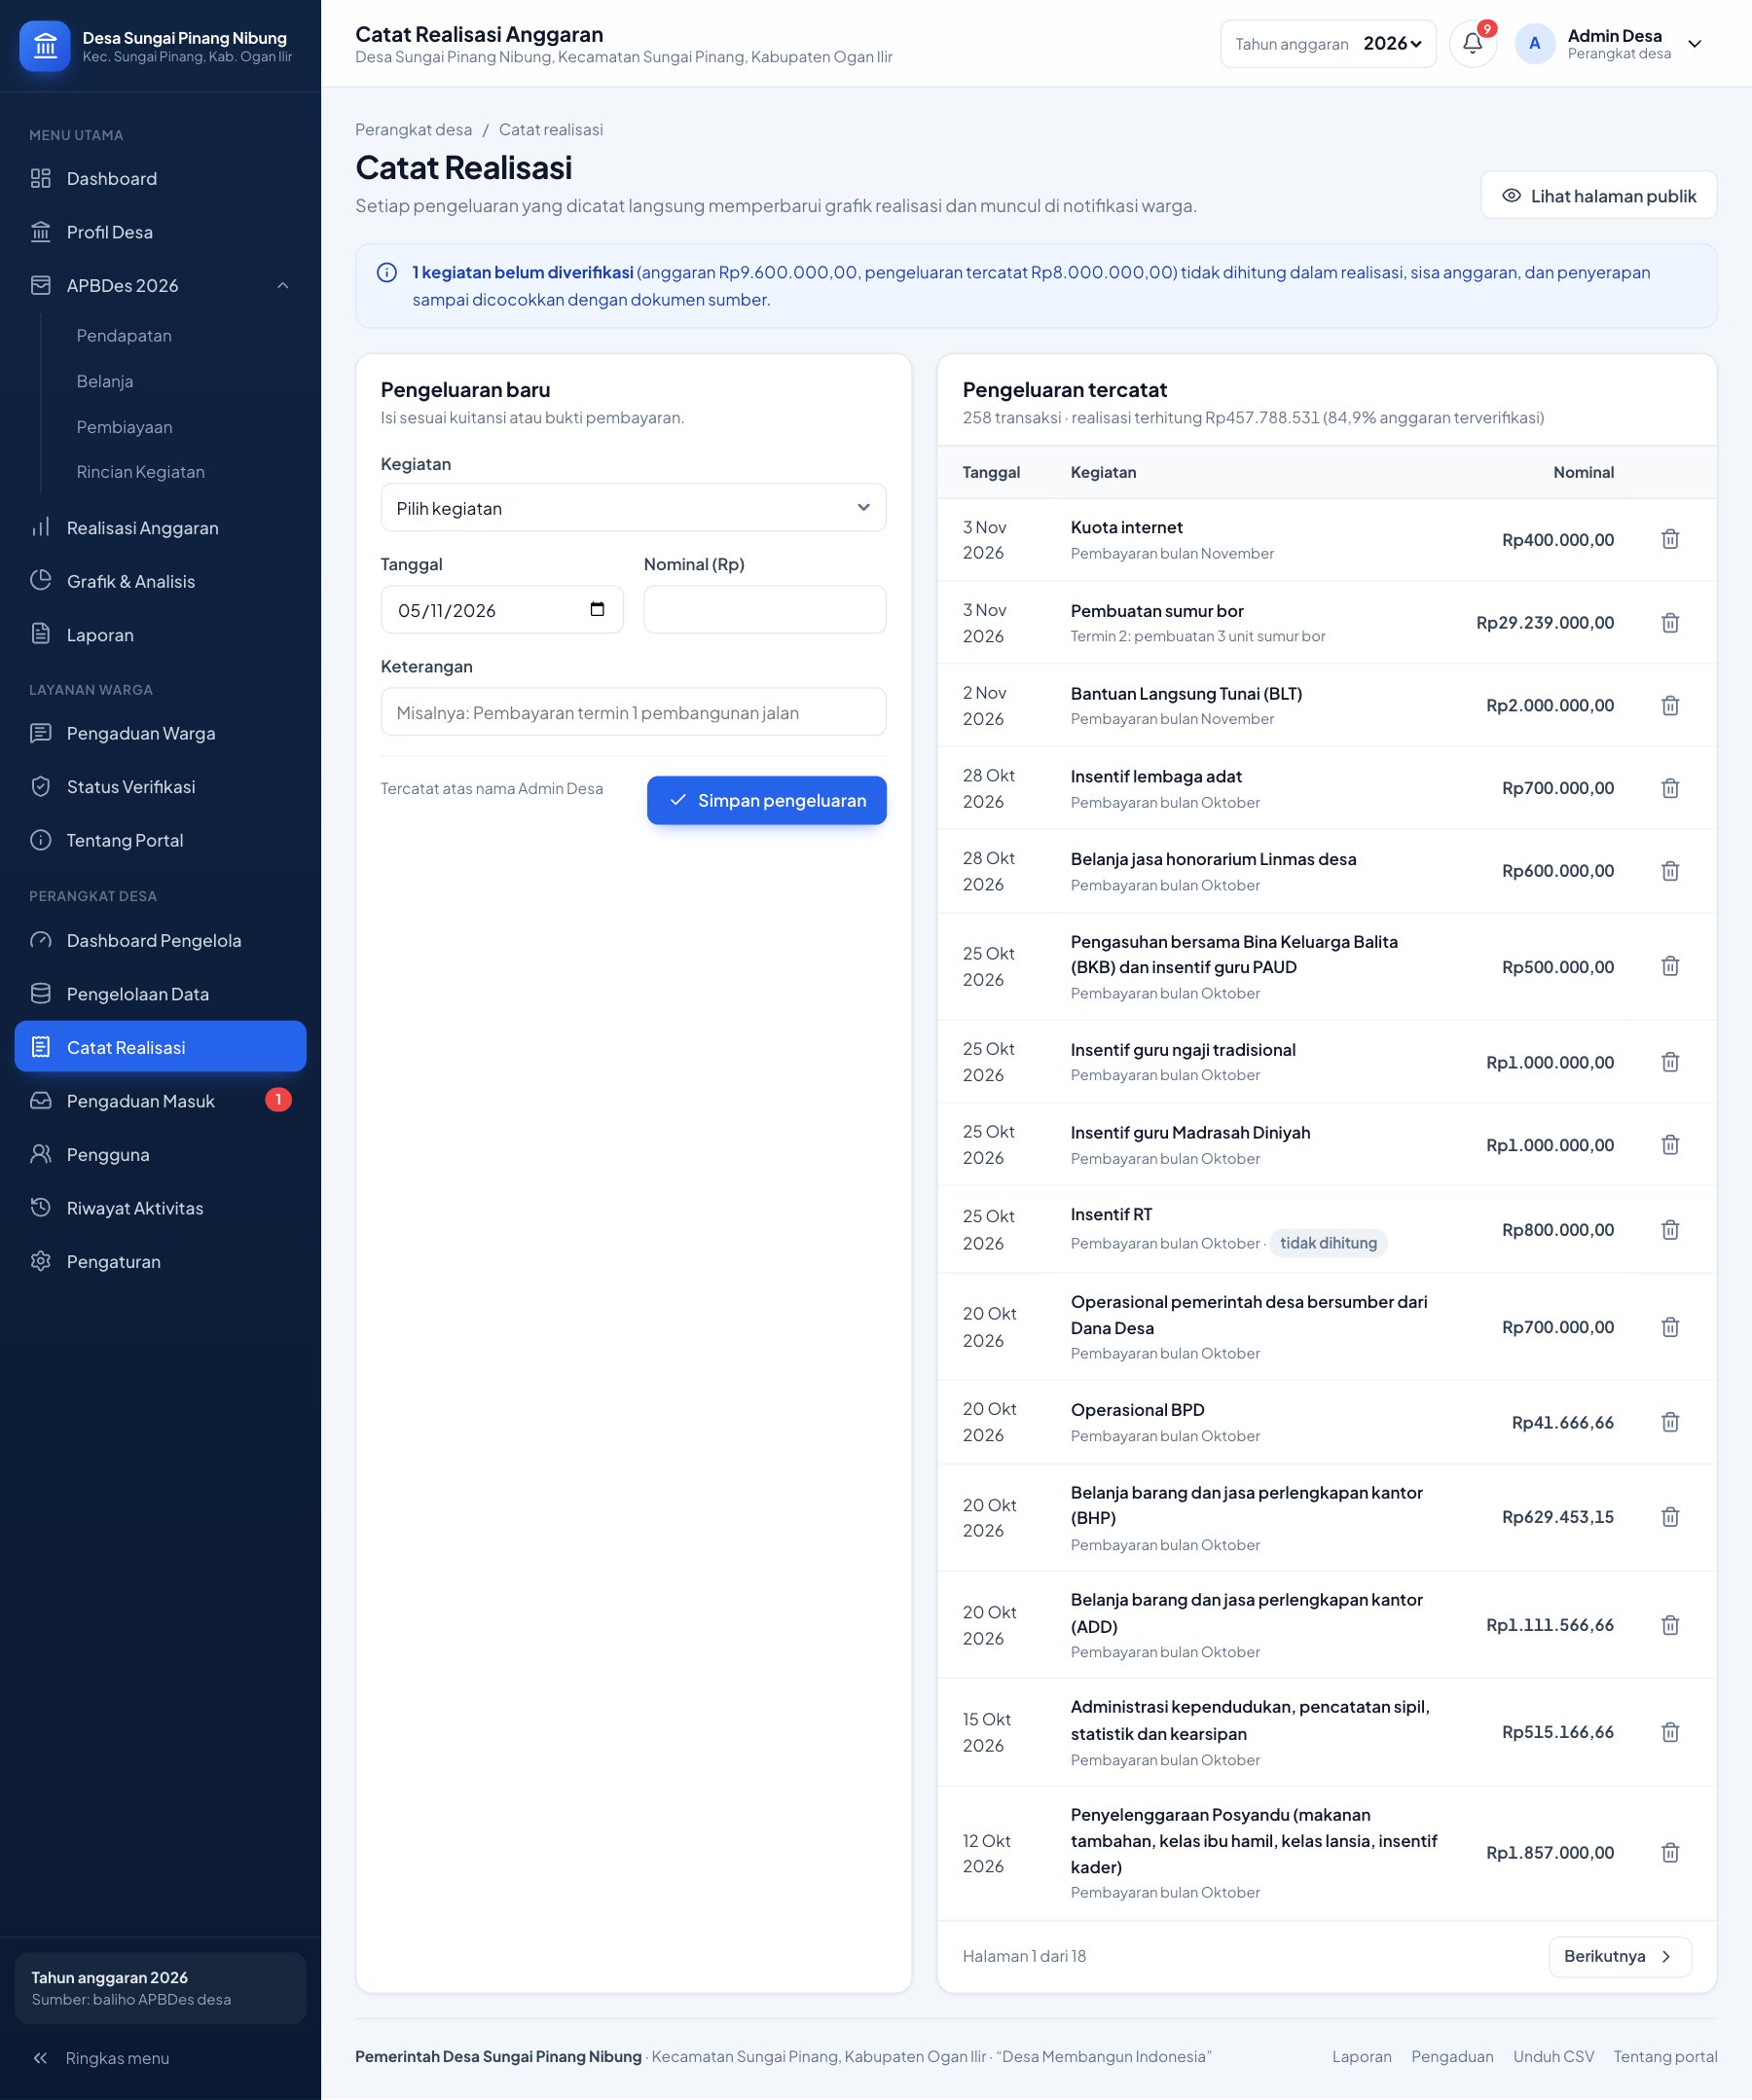 Desa Sungai Pinang Nibung
Kec. Sungai Pinang, Kab. Ogan Ilir
MENU UTAMA
Dashboard
Profil Desa
APBDes 2026
Pendapatan
Belanja
Pembiayaan
Rincian Kegiatan
Realisasi Anggaran
Grafik & Analisis
Laporan
LAYANAN WARGA
Pengaduan Warga
Status Verifikasi
Tentang Portal
PERANGKAT DESA
Dashboard Pengelola
Pengelolaan Data
Catat Realisasi
Pengaduan Masuk 1
Pengguna
Riwayat Aktivitas
Pengaturan
Tahun anggaran 2026
Sumber: baliho APBDes desa
Ringkas menu
Catat Realisasi Anggaran
Desa Sungai Pinang Nibung, Kecamatan Sungai Pinang, Kabupaten Ogan Ilir
Tahun anggaran 2026
9
A
Admin Desa
Perangkat desa
Perangkat desa / Catat realisasi
Catat Realisasi
Setiap pengeluaran yang dicatat langsung memperbarui grafik realisasi dan muncul di notifikasi warga.
Lihat halaman publik
1 kegiatan belum diverifikasi (anggaran Rp9.600.000,00, pengeluaran tercatat Rp8.000.000,00) tidak dihitung dalam realisasi, sisa anggaran, dan penyerapan
sampai dicocokkan dengan dokumen sumber.
Pengeluaran baru
Isi sesuai kuitansi atau bukti pembayaran.
Kegiatan
Pilih kegiatan
Tanggal Nominal (Rp)
05/11/2026
Keterangan
Misalnya: Pembayaran termin 1 pembangunan jalan
Tercatat atas nama Admin Desa
Simpan pengeluaran
Pengeluaran tercatat
258 transaksi · realisasi terhitung Rp457.788.531 (84,9% anggaran terverifikasi)
Tanggal Kegiatan Nominal
3 Nov
2026
Kuota internet
Pembayaran bulan November
Rp400.000,00
3 Nov
2026
Pembuatan sumur bor
Termin 2: pembuatan 3 unit sumur bor
Rp29.239.000,00
2 Nov
2026
Bantuan Langsung Tunai (BLT)
Pembayaran bulan November
Rp2.000.000,00
28 Okt
2026
Insentif lembaga adat
Pembayaran bulan Oktober
Rp700.000,00
28 Okt
2026
Belanja jasa honorarium Linmas desa
Pembayaran bulan Oktober
Rp600.000,00
25 Okt
2026
Pengasuhan bersama Bina Keluarga Balita
(BKB) dan insentif guru PAUD
Pembayaran bulan Oktober
Rp500.000,00
25 Okt
2026
Insentif guru ngaji tradisional
Pembayaran bulan Oktober
Rp1.000.000,00
25 Okt
2026
Insentif guru Madrasah Diniyah
Pembayaran bulan Oktober
Rp1.000.000,00
25 Okt
2026
Insentif RT
Pembayaran bulan Oktober · tidak dihitung
Rp800.000,00
20 Okt
2026
Operasional pemerintah desa bersumber dari
Dana Desa
Pembayaran bulan Oktober
Rp700.000,00
20 Okt
2026
Operasional BPD
Pembayaran bulan Oktober
Rp41.666,66
20 Okt
2026
Belanja barang dan jasa perlengkapan kantor
(BHP)
Pembayaran bulan Oktober
Rp629.453,15
20 Okt
2026
Belanja barang dan jasa perlengkapan kantor
(ADD)
Pembayaran bulan Oktober
Rp1.111.566,66
15 Okt
2026
Administrasi kependudukan, pencatatan sipil,
statistik dan kearsipan
Pembayaran bulan Oktober
Rp515.166,66
12 Okt
2026
Penyelenggaraan Posyandu (makanan
tambahan, kelas ibu hamil, kelas lansia, insentif
kader)
Pembayaran bulan Oktober
Rp1.857.000,00
Halaman 1 dari 18
Berikutnya
Pemerintah Desa Sungai Pinang Nibung · Kecamatan Sungai Pinang, Kabupaten Ogan Ilir · “Desa Membangun Indonesia”
Laporan Pengaduan Unduh CSV Tentang portal